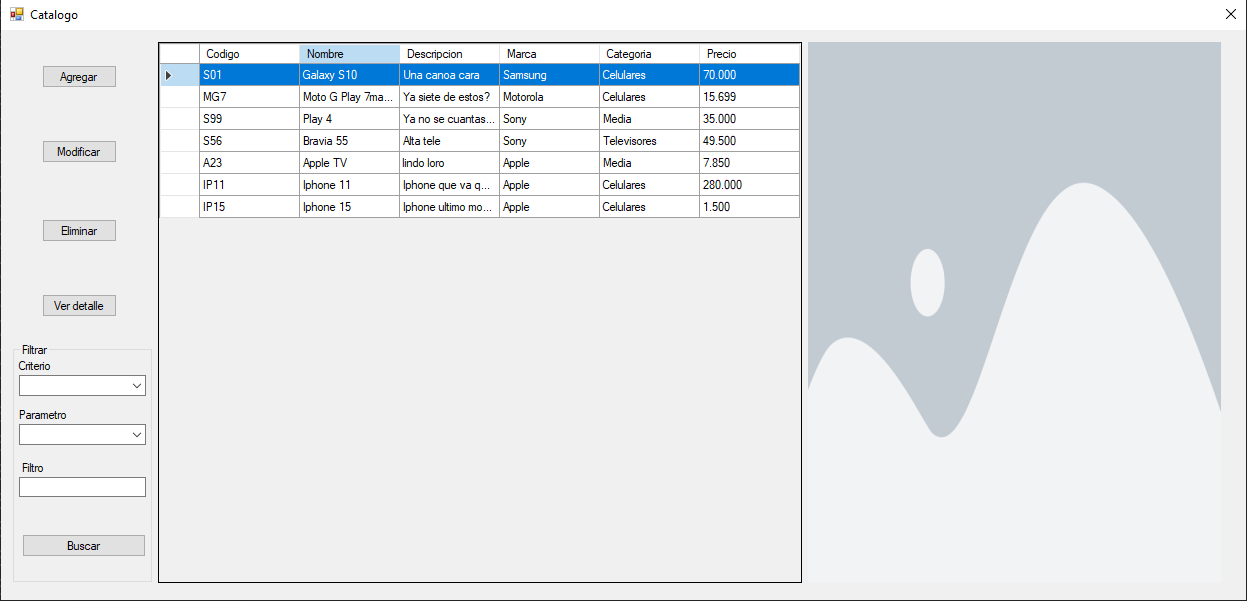 Catalogo
Agregar
Modificar
Eliminar
Ver detalle
Filtrar
Criterio
Parametro
Filtro
Buscar
Codigo Nombre Descripcion Marca Categoria Precio
S01 Galaxy S10 Una canoa cara Samsung Celulares 70.000
MG7 Moto G Play 7ma... Ya siete de estos? Motorola Celulares 15.699
S99 Play 4 Ya no se cuantas... Sony Media 35.000
S56 Bravia 55 Alta tele Sony Televisores 49.500
A23 Apple TV lindo loro Apple Media 7.850
IP11 Iphone 11 Iphone que va q... Apple Celulares 280.000
IP15 Iphone 15 Iphone ultimo mo... Apple Celulares 1.500